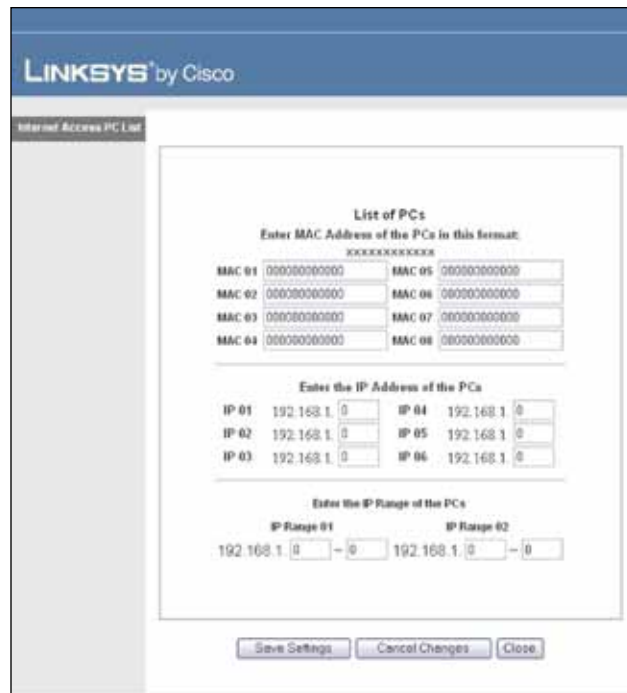 LINKSYS® by Cisco
Internet Access PC List
List of PCs
Enter MAC Address of the PCs in this format:
xxxxxxxxxxxx
MAC 01 000000000000 MAC 05 000000000000
MAC 02 000000000000 MAC 06 000000000000
MAC 03 000000000000 MAC 07 000000000000
MAC 04 000000000000 MAC 08 000000000000
Enter the IP Address of the PCs
IP 01 192.168.1. 0 IP 04 192.168.1. 0
IP 02 192.168.1. 0 IP 05 192.168.1. 0
IP 03 192.168.1. 0 IP 06 192.168.1. 0
Enter the IP Range of the PCs
IP Range 01 IP Range 02
192.168.1. 0 ~ 0 192.168.1. 0 ~ 0
Save Settings Cancel Changes Close